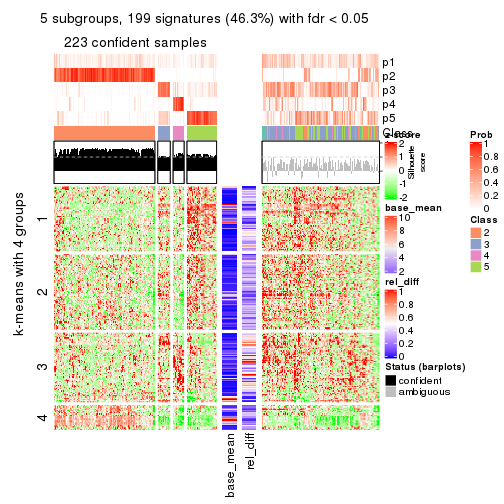 5 subgroups, 199 signatures (46.3%) with fdr < 0.05
223 confident samples
p1
p2
p3
p4
p5
Class
Silhouette
score
k-means with 4 groups
1
2
3
4
base_mean
rel_diff
z-score
2
1
0
-1
-2
base_mean
10
8
6
4
2
rel_diff
1
0.8
0.6
0.4
0.2
0
Status (barplots)
confident
ambiguous
Prob
1
0.8
0.6
0.4
0.2
0
Class
2
3
4
5